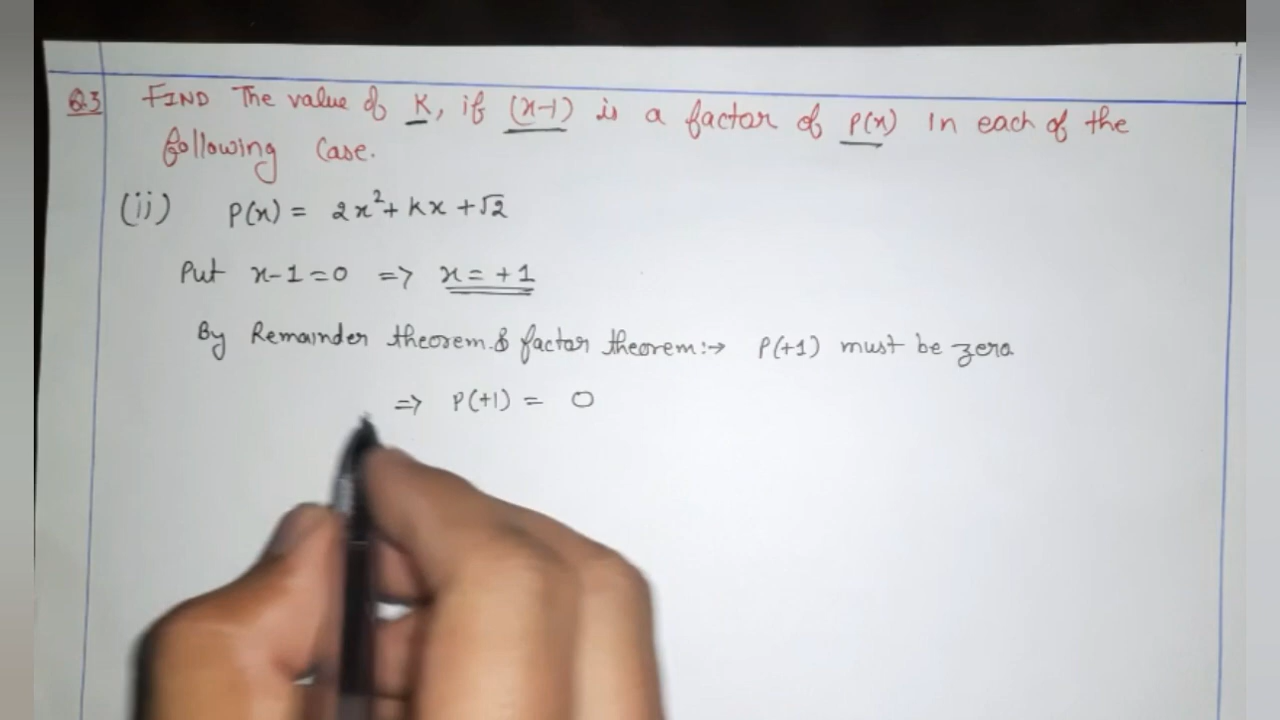 Q.3 FIND The value of K, if (x-1) is a factor of P(x) in each of the
following Case.
(ii) P(x) = 2x²+ kx +√2
Put x-1=0 => x= +1
By Remainder theorem & factor theorem:→ P(+1) must be zero
=> P(+1) = 0